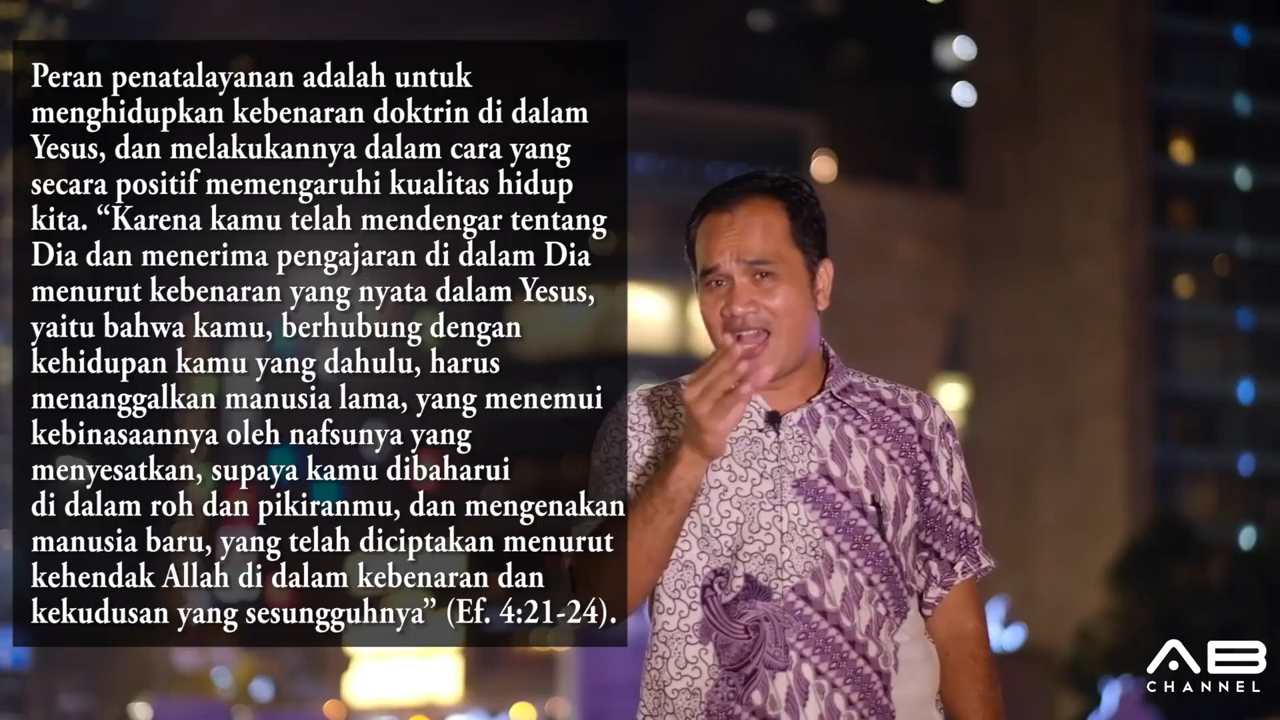 Peran penatalayanan adalah untuk
menghidupkan kebenaran doktrin di dalam
Yesus, dan melakukannya dalam cara yang
secara positif memengaruhi kualitas hidup
kita. “Karena kamu telah mendengar tentang
Dia dan menerima pengajaran di dalam Dia
menurut kebenaran yang nyata dalam Yesus,
yaitu bahwa kamu, berhubung dengan
kehidupan kamu yang dahulu, harus
menanggalkan manusia lama, yang menemui
kebinasaannya oleh nafsunya yang
menyesatkan, supaya kamu dibaharui
di dalam roh dan pikiranmu, dan mengenakan
manusia baru, yang telah diciptakan menurut
kehendak Allah di dalam kebenaran dan
kekudusan yang sesungguhnya” (Ef. 4:21-24).
AB
CHANNEL